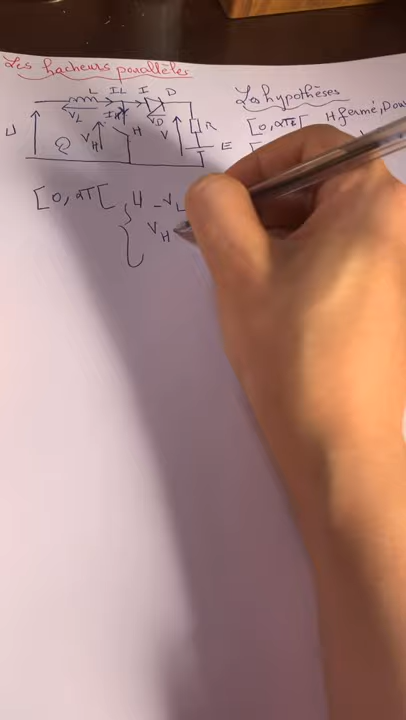 Les hacheurs parallèles
L IL I D
VL IH VD
U VH H V R
E
Les hypothèses
[0, αT[ H fermé, D
[0, αT[ , U - VL
VH